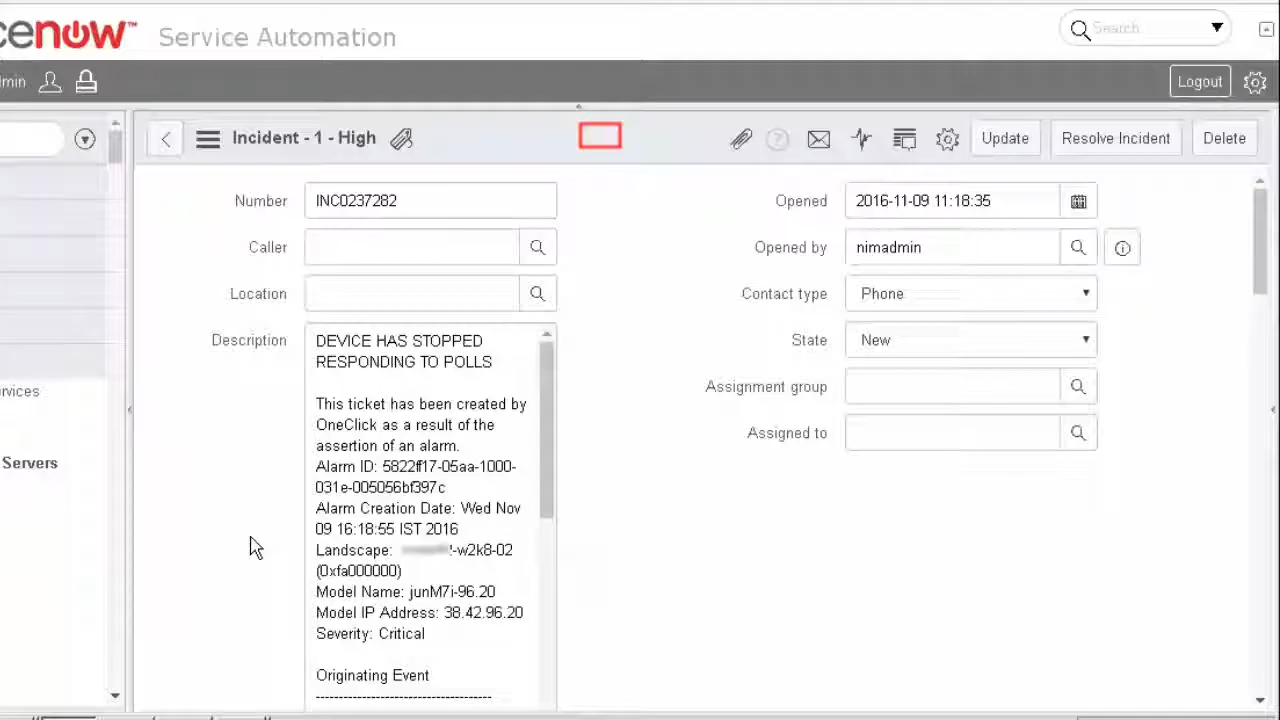 cenow™ Service Automation
Search
min
Logout
Incident - 1 - High
Update
Resolve Incident
Delete
Number
INC0237282
Opened
2016-11-09 11:18:35
Caller
Opened by
nimadmin
Location
Contact type
Phone
Description
State
New
Assignment group
Assigned to
DEVICE HAS STOPPED
RESPONDING TO POLLS
This ticket has been created by
OneClick as a result of the
assertion of an alarm.
Alarm ID: 5822ff17-05aa-1000-
031e-005056bf397c
Alarm Creation Date: Wed Nov
09 16:18:55 IST 2016
Landscape: -w2k8-02
(0xfa000000)
Model Name: junM7i-96.20
Model IP Address: 38.42.96.20
Severity: Critical
Originating Event
---------------------------------------
rvices
Servers